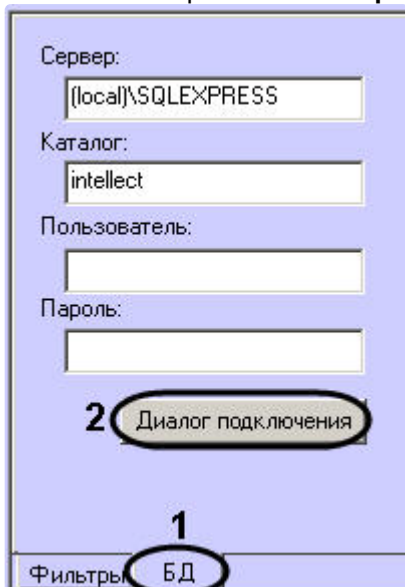 Сервер:
(local)\SQLEXPRESS
Каталог:
intellect
Пользователь:
Пароль:
2 Диалог подключения
1
Фильтры БД